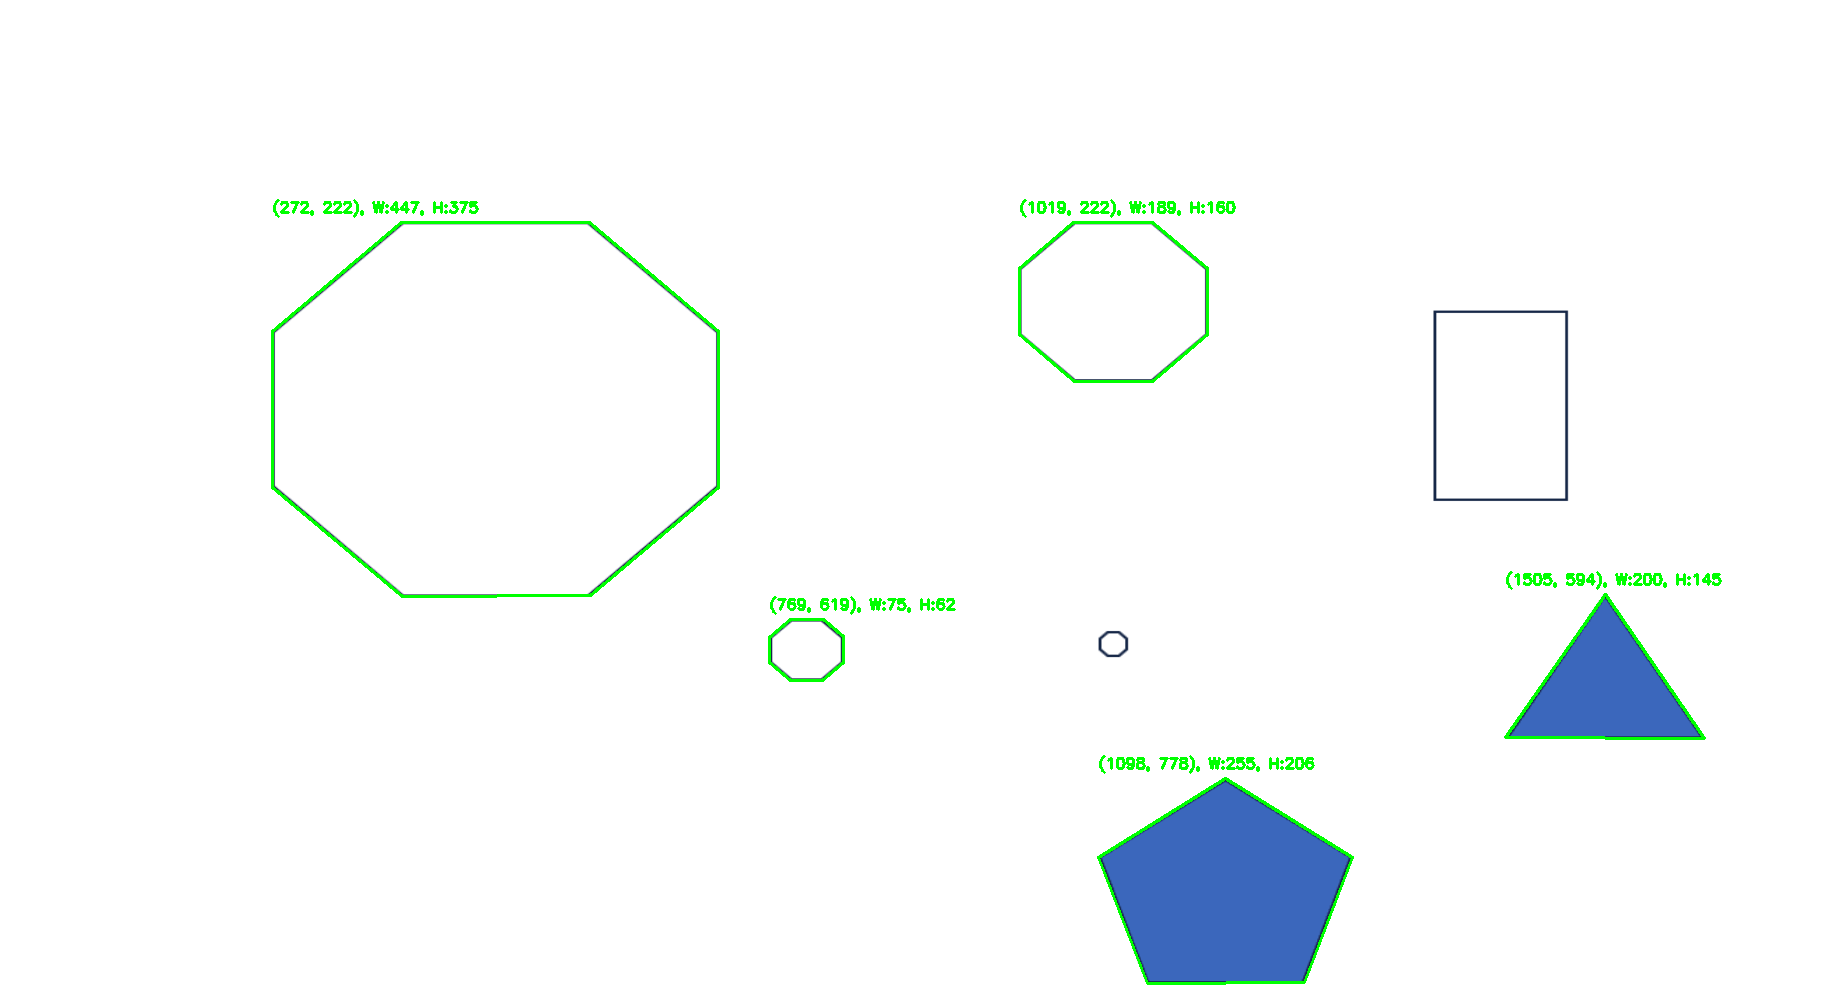 (272, 222), W:447, H:375
(1019, 222), W:189, H:160
(1505, 594), W:200, H:145
(769, 619), W:75, H:62
(1098, 778), W:255, H:206